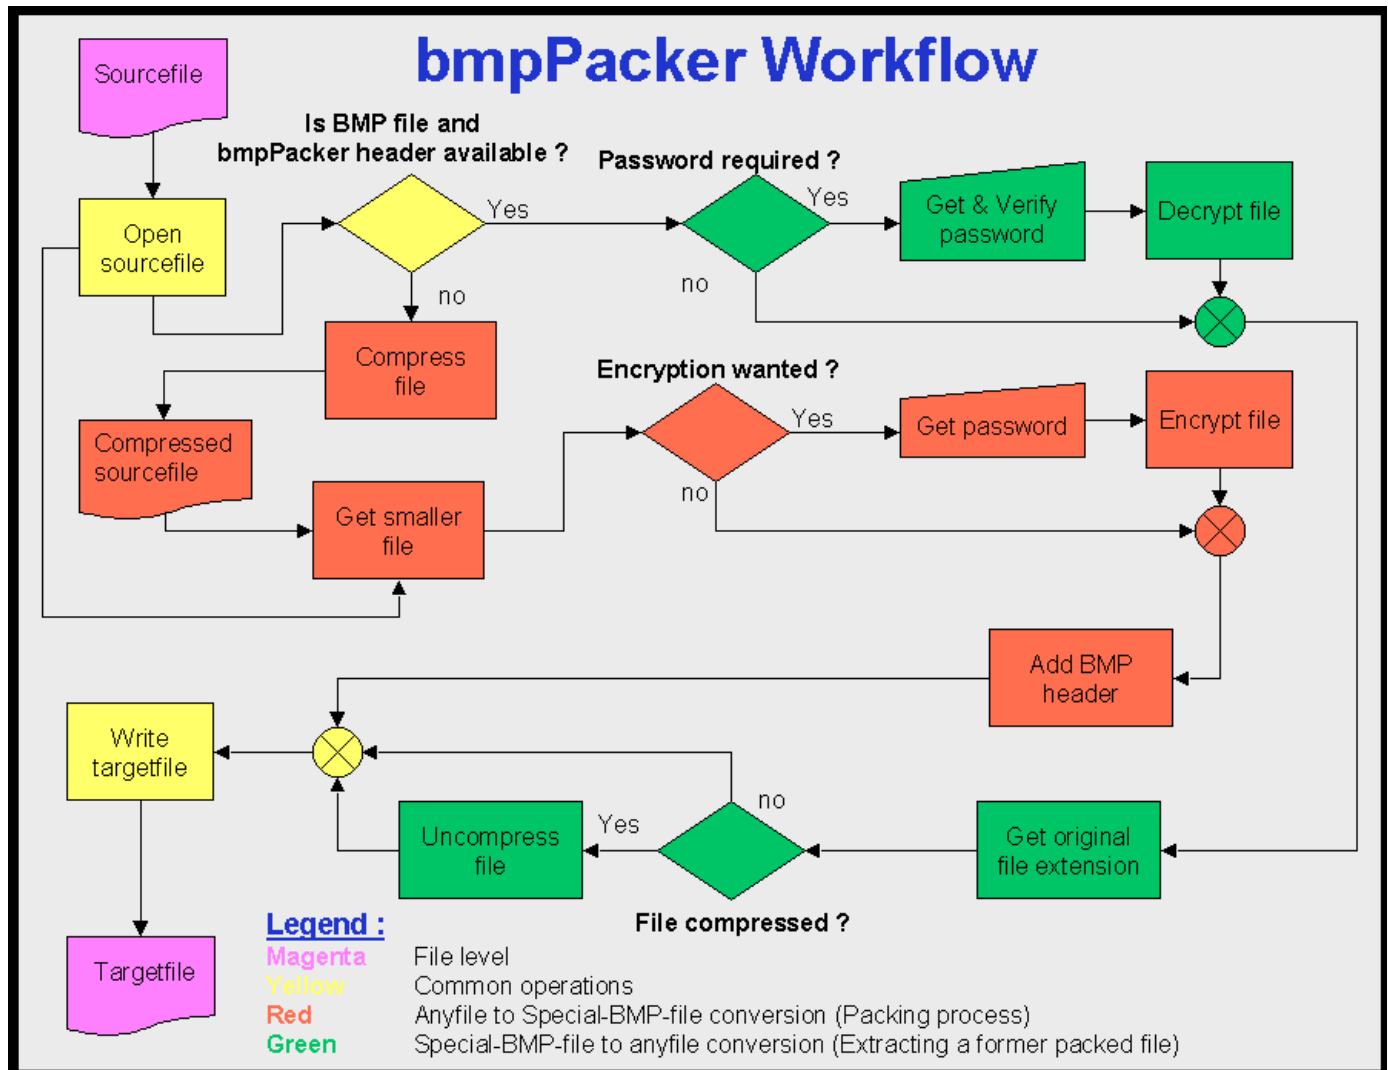 bmpPacker Workflow
Sourcefile
Is BMP file and
bmpPacker header available ?
Password required ?
Yes
Yes
Get & Verify
password
Decrypt file
Open
sourcefile
no
no
Compress
file
Encryption wanted ?
Yes
Get password
Encrypt file
Compressed
sourcefile
no
Get smaller
file
Add BMP
header
Write
targetfile
no
Yes
Uncompress
file
Get original
file extension
File compressed ?
Targetfile
Legend :
Magenta File level
Yellow Common operations
Red Anyfile to Special-BMP-file conversion (Packing process)
Green Special-BMP-file to anyfile conversion (Extracting a former packed file)